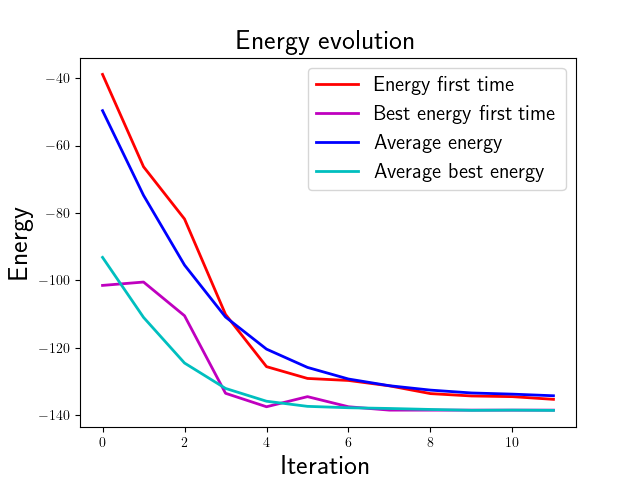 Energy evolution
Energy first time
Best energy first time
Average energy
Average best energy
Energy
−40
−60
−80
−100
−120
−140
0 2 4 6 8 10
Iteration